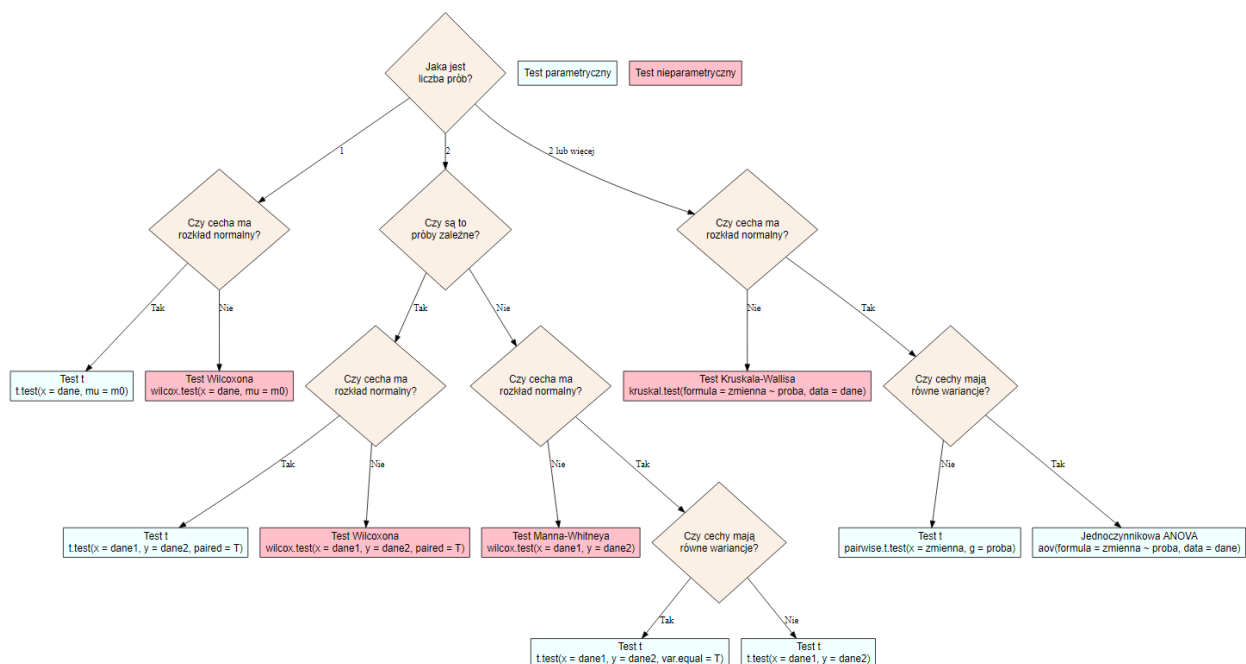 Jaka jest
liczba prób?
Test parametryczny
Test nieparametryczny
1
2
2 lub więcej
Czy cecha ma
rozkład normalny?
Czy są to
próby zależne?
Czy cecha ma
rozkład normalny?
Tak
Nie
Tak
Nie
Nie
Tak
Test t
t.test(x = dane, mu = m0)
Test Wilcoxona
wilcox.test(x = dane, mu = m0)
Czy cecha ma
rozkład normalny?
Czy cecha ma
rozkład normalny?
Test Kruskala-Wallisa
kruskal.test(formula = zmienna ~ proba, data = dane)
Czy cechy mają
równe wariancje?
Tak
Nie
Nie
Tak
Nie
Tak
Test t
t.test(x = dane1, y = dane2, paired = T)
Test Wilcoxona
wilcox.test(x = dane1, y = dane2, paired = T)
Test Manna-Whitneya
wilcox.test(x = dane1, y = dane2)
Czy cechy mają
równe wariancje?
Test t
pairwise.t.test(x = zmienna, g = proba)
Jednoczynnikowa ANOVA
aov(formula = zmienna ~ proba, data = dane)
Tak
Nie
Test t
t.test(x = dane1, y = dane2, var.equal = T)
Test t
t.test(x = dane1, y = dane2)